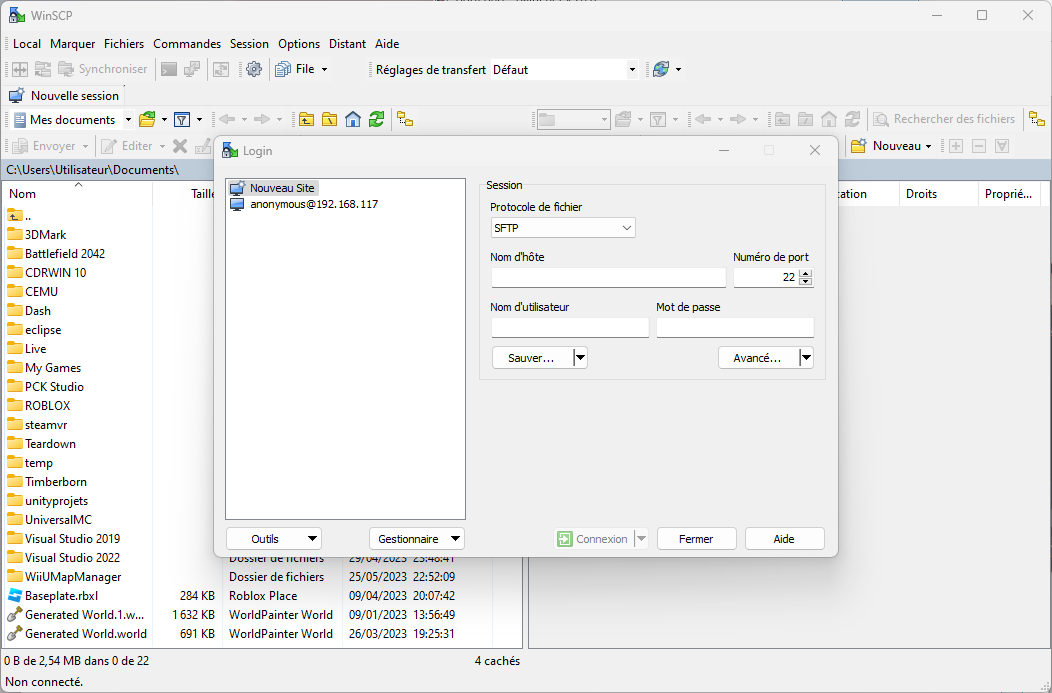 WinSCP
Local Marquer Fichiers Commandes Session Options Distant Aide
Synchroniser File Réglages de transfert Défaut
Nouvelle session
Mes documents Rechercher des fichiers
Envoyer Editer Nouveau
C:\Users\Utilisateur\Documents\
Nom Taille Droits Proprié...
Login
Nouveau Site
anonymous@192.168.117
Session
Protocole de fichier
SFTP
Nom d'hôte Numéro de port
22
Nom d'utilisateur Mot de passe
Sauver... Avancé...
Outils Gestionnaire Connexion Fermer Aide
..
3DMark
Battlefield 2042
CDRWIN 10
CEMU
Dash
eclipse
Live
My Games
PCK Studio
ROBLOX
steamvr
Teardown
temp
Timberborn
unityprojets
UniversalMC
Visual Studio 2019
Visual Studio 2022 Dossier de fichiers 29/04/2023 23:48:41
WiiUMapManager Dossier de fichiers 25/05/2023 22:52:09
Baseplate.rbxl 284 KB Roblox Place 09/04/2023 20:07:42
Generated World.1.w... 1 632 KB WorldPainter World 09/01/2023 13:56:49
Generated World.world 691 KB WorldPainter World 26/03/2023 19:25:31
0 B de 2,54 MB dans 0 de 22 4 cachés
Non connecté.